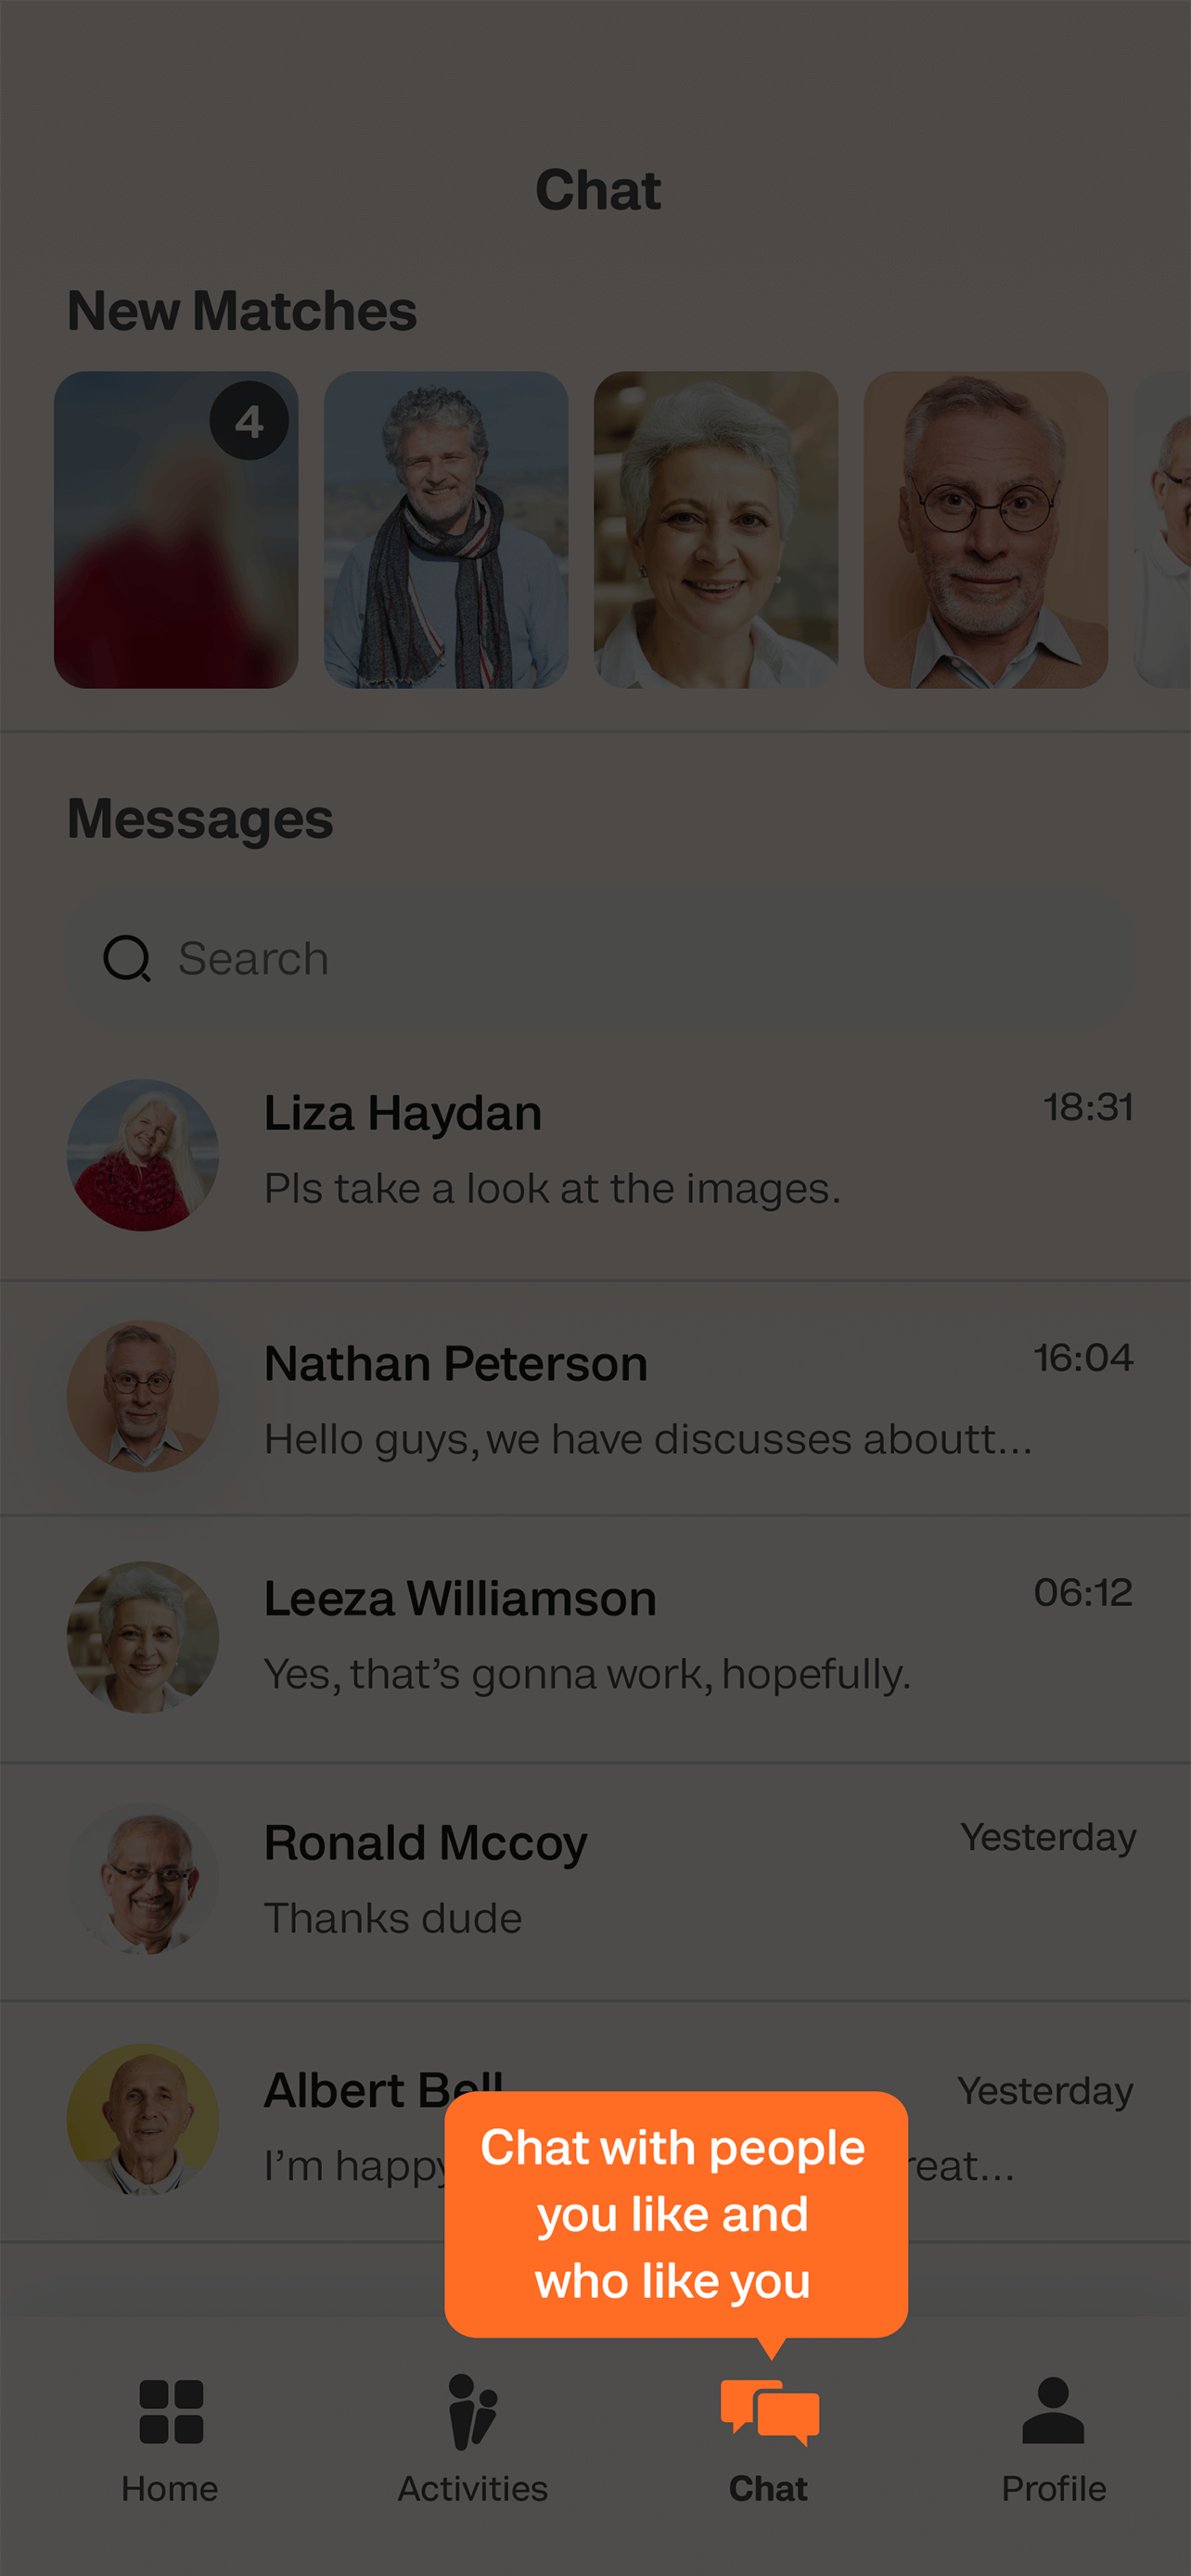 Chat
New Matches
4
Messages
Search
Liza Haydan
18:31
Pls take a look at the images.
Nathan Peterson
16:04
Hello guys, we have discusses aboutt...
Leeza Williamson
06:12
Yes, that’s gonna work, hopefully.
Ronald Mccoy
Yesterday
Thanks dude
Albert Bell
Yesterday
I’m happy
Chat with people
you like and
who like you
Home
Activities
Chat
Profile